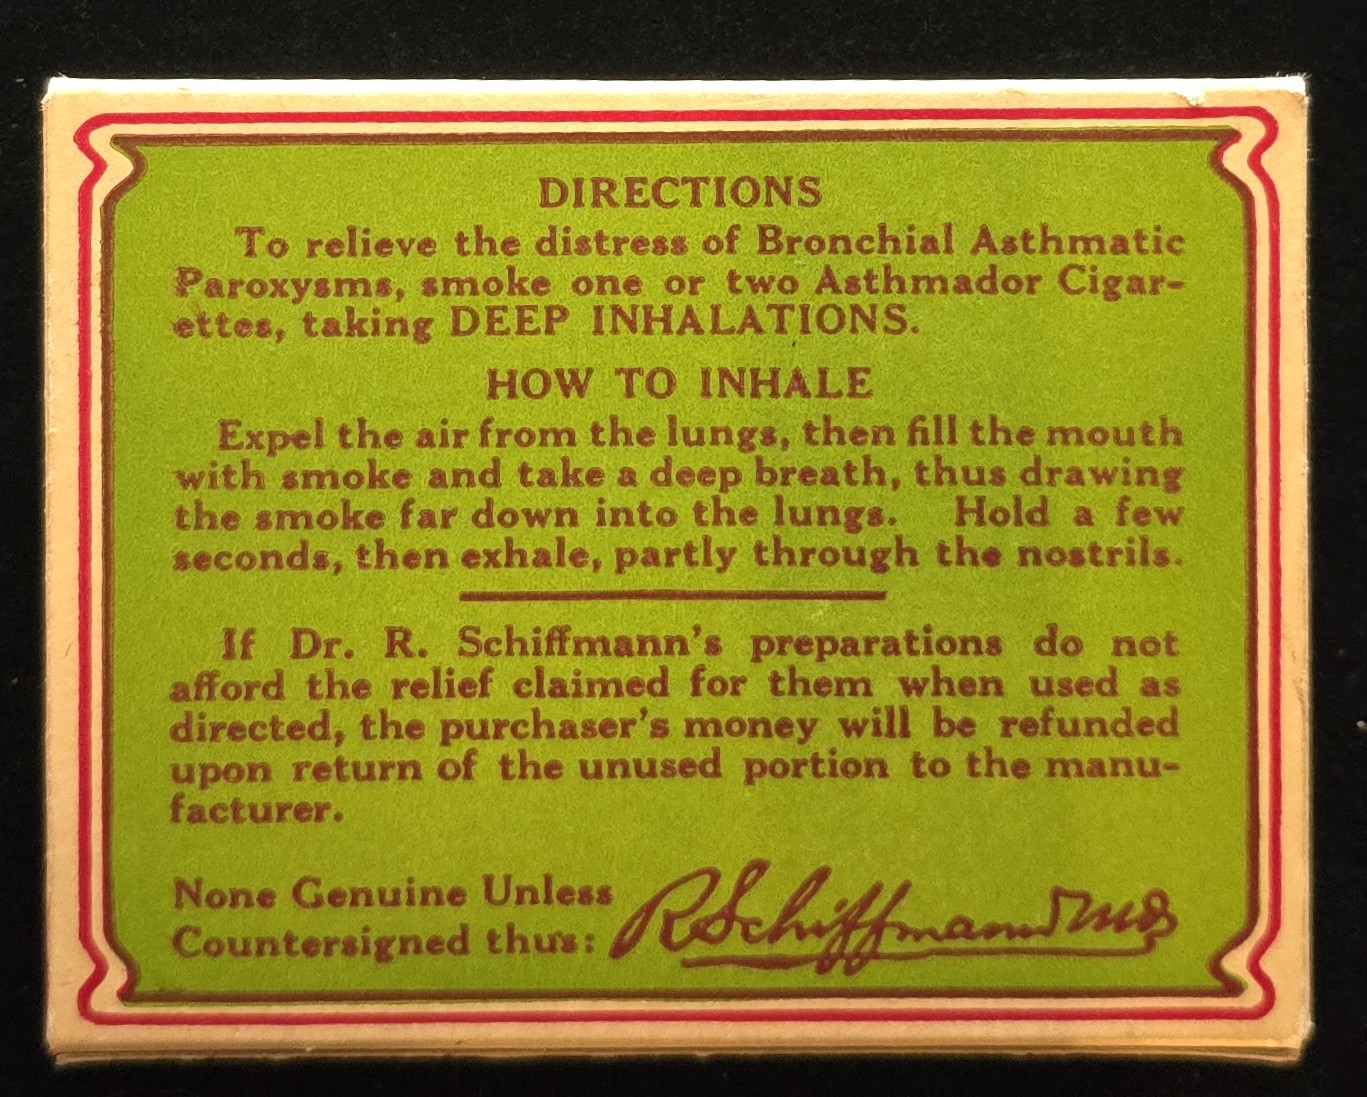 DIRECTIONS
To relieve the distress of Bronchial Asthmatic
Paroxysms, smoke one or two Asthmador Cigar-
ettes, taking DEEP INHALATIONS.
HOW TO INHALE
Expel the air from the lungs, then fill the mouth
with smoke and take a deep breath, thus drawing
the smoke far down into the lungs. Hold a few
seconds, then exhale, partly through the nostrils.
If Dr. R. Schiffmann's preparations do not
afford the relief claimed for them when used as
directed, the purchaser's money will be refunded
upon return of the unused portion to the manu-
facturer.
None Genuine Unless
Countersigned thus: R Schiffmann MD